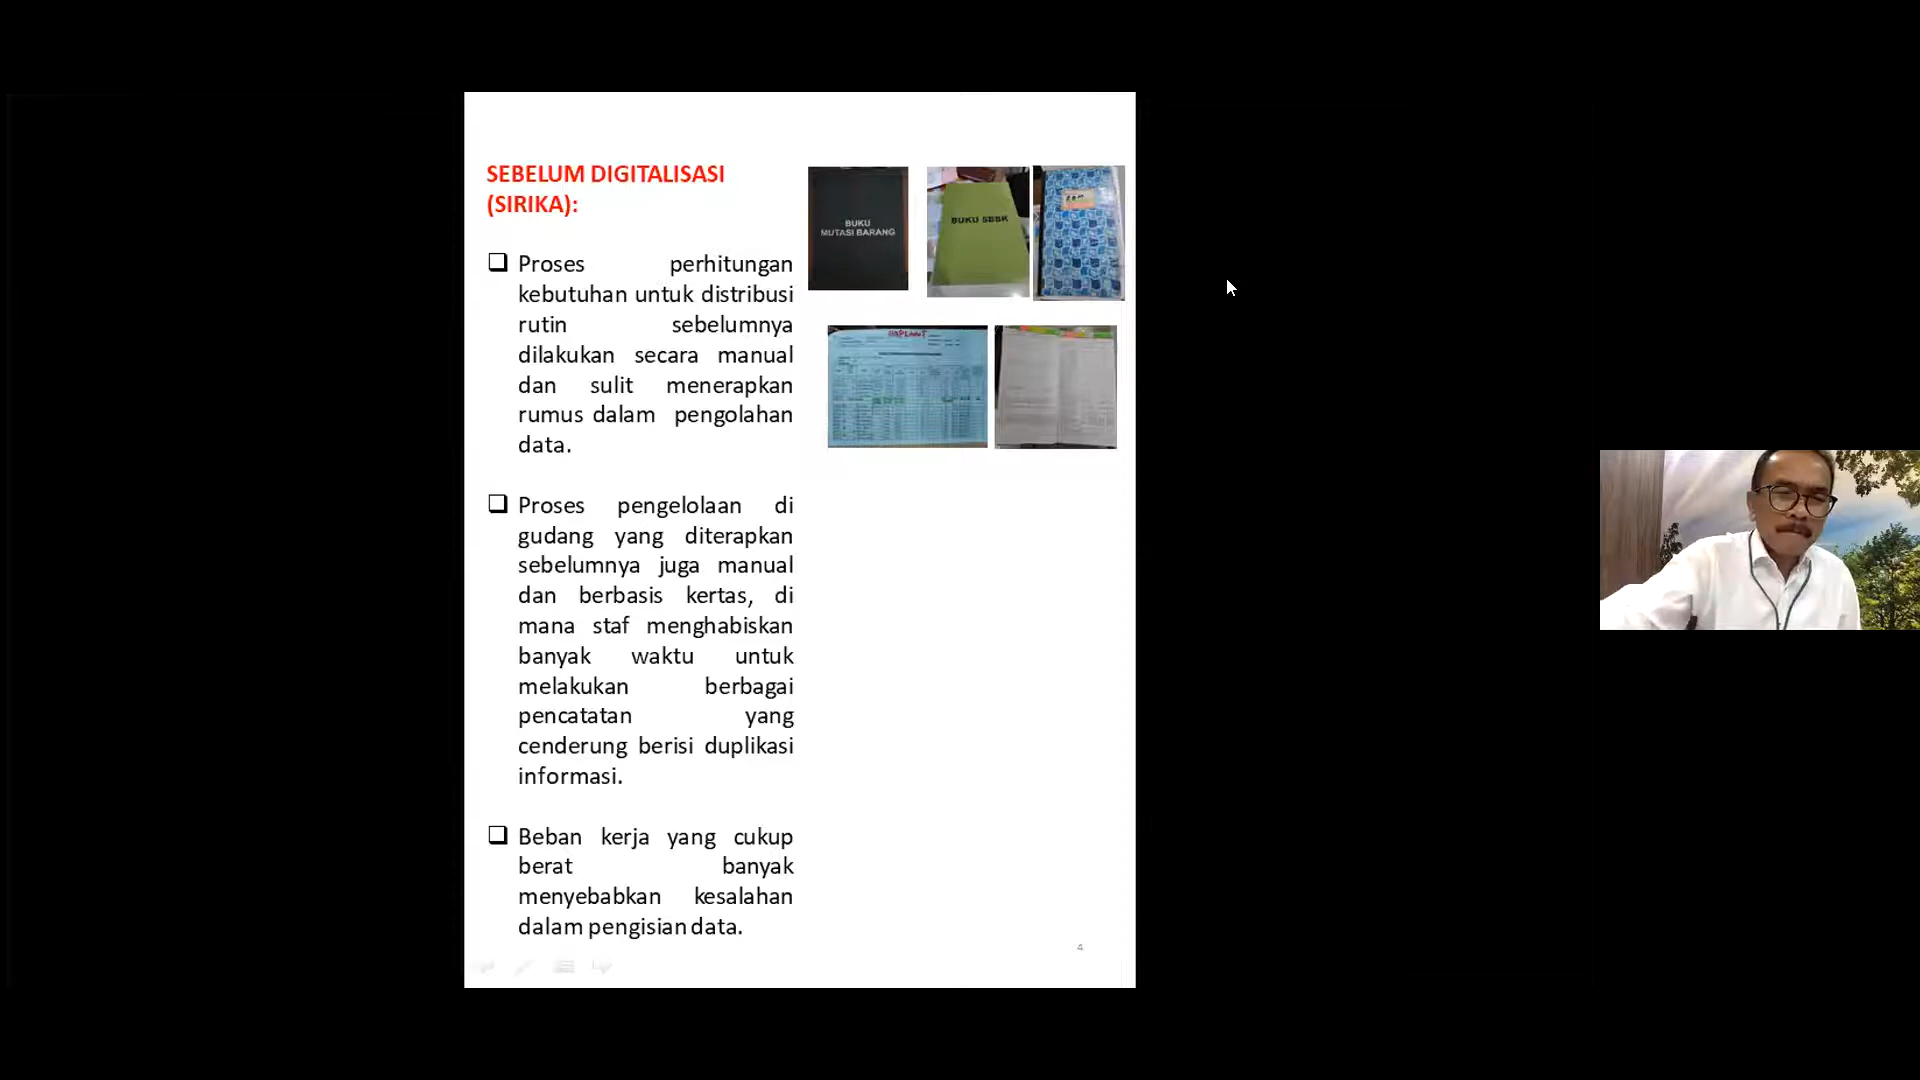 SEBELUM DIGITALISASI
(SIRIKA):
Proses perhitungan
kebutuhan untuk distribusi
rutin sebelumnya
dilakukan secara manual
dan sulit menerapkan
rumus dalam pengolahan
data.
Proses pengelolaan di
gudang yang diterapkan
sebelumnya juga manual
dan berbasis kertas, di
mana staf menghabiskan
banyak waktu untuk
melakukan berbagai
pencatatan yang
cenderung berisi duplikasi
informasi.
Beban kerja yang cukup
berat banyak
menyebabkan kesalahan
dalam pengisian data.
BUKU
MUTASI BARANG
BUKU SBBK
4